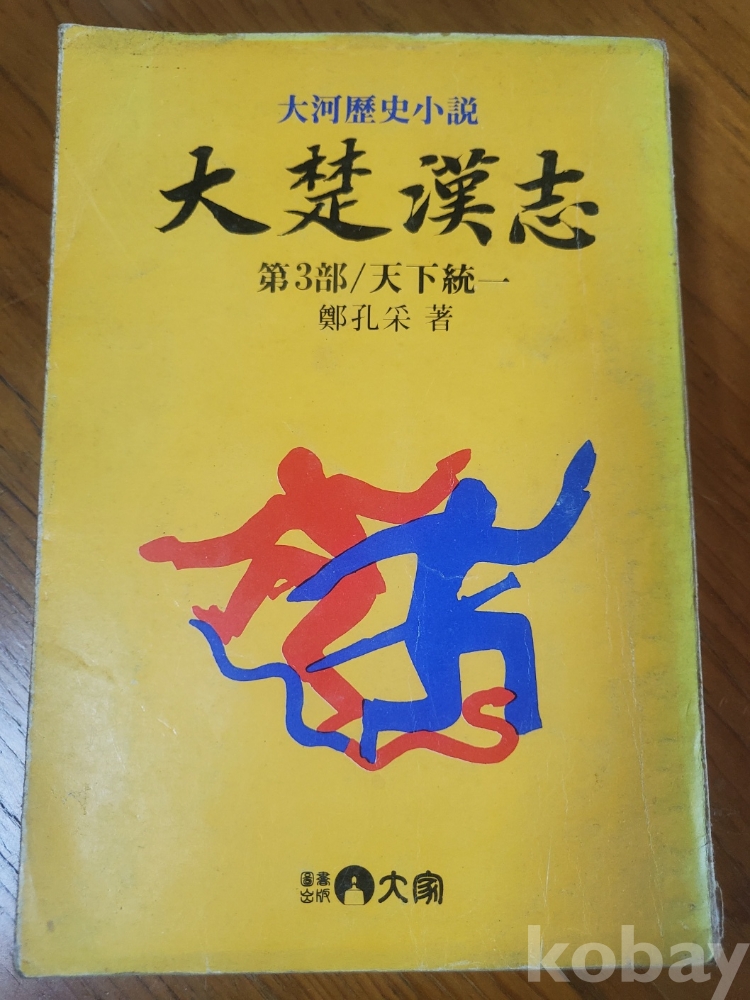 大河歷史小説
大楚漢志
第3部/天下統一
鄭孔采 著
圖書出版 大家
kobay